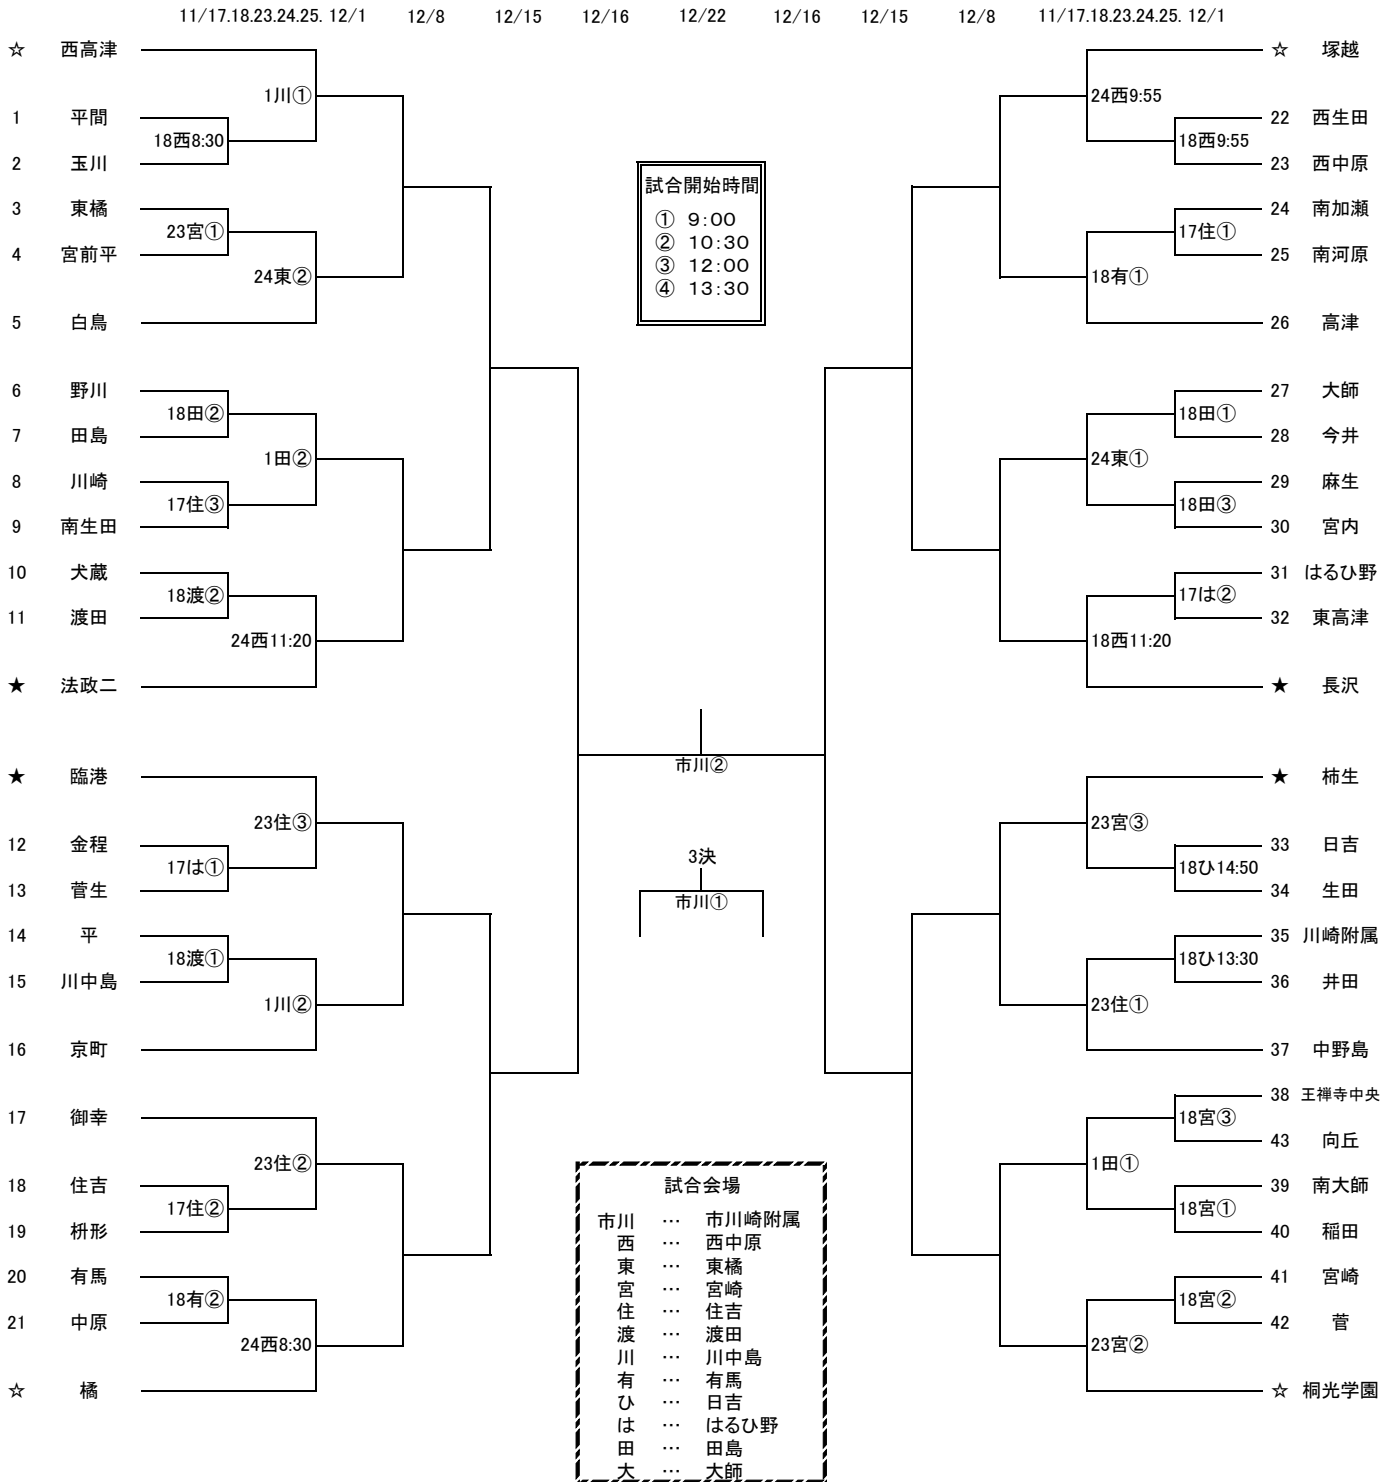 11/17.18.23.24.25. 12/1 12/8 12/15 12/16 12/22 12/16 12/15 12/8 11/17.18.23.24.25. 12/1
☆ 西高津
1川①
1 平間
18西8:30
2 玉川
3 東橘
23宮①
4 宮前平
24東②
5 白鳥
6 野川
18田②
7 田島
1田②
8 川崎
17住③
9 南生田
10 犬蔵
18渡②
11 渡田
24西11:20
★ 法政二
★ 臨港
23住③
12 金程
17は①
13 菅生
14 平
18渡①
15 川中島
1川②
16 京町
17 御幸
23住②
18 住吉
17住②
19 枡形
20 有馬
18有②
21 中原
24西8:30
☆ 橘
試合開始時間
① 9:00
② 10:30
③ 12:00
④ 13:30
市川②
3決
市川①
試合会場
市川 … 市川崎附属
西 … 西中原
東 … 東橘
宮 … 宮崎
住 … 住吉
渡 … 渡田
川 … 川中島
有 … 有馬
ひ … 日吉
は … はるひ野
田 … 田島
大 … 大師
☆ 塚越
24西9:55
22 西生田
18西9:55
23 西中原
24 南加瀬
17住①
25 南河原
18有①
26 高津
27 大師
18田①
28 今井
24東①
29 麻生
18田③
30 宮内
31 はるひ野
17は②
32 東高津
18西11:20
★ 長沢
★ 柿生
23宮③
33 日吉
18ひ14:50
34 生田
35 川崎附属
18ひ13:30
36 井田
23住①
37 中野島
38 王禅寺中央
18宮③
43 向丘
1田①
39 南大師
18宮①
40 稲田
41 宮崎
18宮②
42 菅
23宮②
☆ 桐光学園